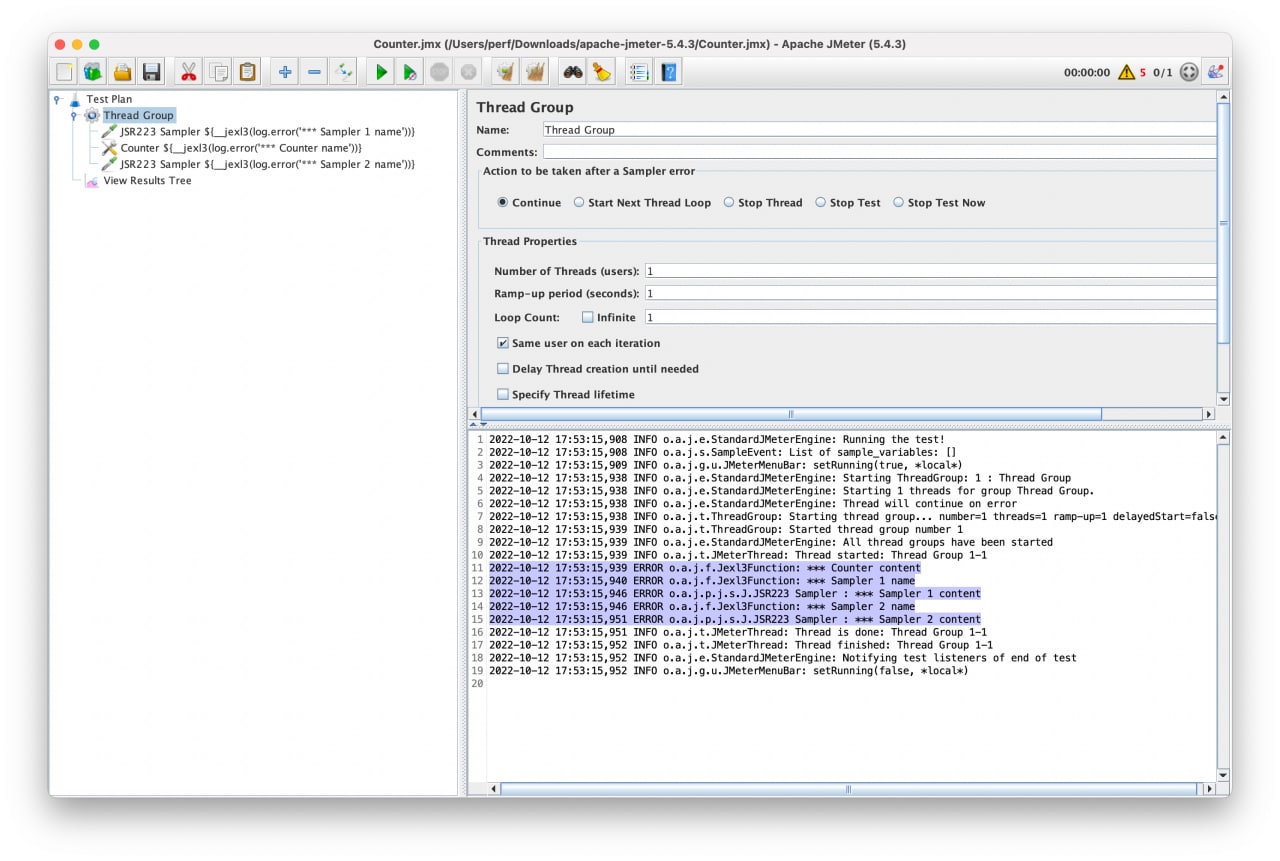 Counter.jmx (/Users/perf/Downloads/apache-jmeter-5.4.3/Counter.jmx) - Apache JMeter (5.4.3)
00:00:00 5 0/1
Test Plan
Thread Group
JSR223 Sampler ${__jexl3(log.error('*** Sampler 1 name'))}
Counter ${__jexl3(log.error('*** Counter name'))}
JSR223 Sampler ${__jexl3(log.error('*** Sampler 2 name'))}
View Results Tree
Thread Group
Name: Thread Group
Comments:
Action to be taken after a Sampler error
Continue Start Next Thread Loop Stop Thread Stop Test Stop Test Now
Thread Properties
Number of Threads (users): 1
Ramp-up period (seconds): 1
Loop Count: Infinite 1
Same user on each iteration
Delay Thread creation until needed
Specify Thread lifetime
1 2022-10-12 17:53:15,908 INFO o.a.j.e.StandardJMeterEngine: Running the test!
2 2022-10-12 17:53:15,908 INFO o.a.j.s.SampleEvent: List of sample_variables: []
3 2022-10-12 17:53:15,909 INFO o.a.j.g.u.JMeterMenuBar: setRunning(true, *local*)
4 2022-10-12 17:53:15,938 INFO o.a.j.e.StandardJMeterEngine: Starting ThreadGroup: 1 : Thread Group
5 2022-10-12 17:53:15,938 INFO o.a.j.e.StandardJMeterEngine: Starting 1 threads for group Thread Group.
6 2022-10-12 17:53:15,938 INFO o.a.j.e.StandardJMeterEngine: Thread will continue on error
7 2022-10-12 17:53:15,938 INFO o.a.j.t.ThreadGroup: Starting thread group... number=1 threads=1 ramp-up=1 delayedStart=false
8 2022-10-12 17:53:15,939 INFO o.a.j.t.ThreadGroup: Started thread group number 1
9 2022-10-12 17:53:15,939 INFO o.a.j.e.StandardJMeterEngine: All thread groups have been started
10 2022-10-12 17:53:15,939 INFO o.a.j.t.JMeterThread: Thread started: Thread Group 1-1
11 2022-10-12 17:53:15,939 ERROR o.a.j.f.Jexl3Function: *** Counter content
12 2022-10-12 17:53:15,940 ERROR o.a.j.f.Jexl3Function: *** Sampler 1 name
13 2022-10-12 17:53:15,946 ERROR o.a.j.p.j.s.J.JSR223 Sampler : *** Sampler 1 content
14 2022-10-12 17:53:15,946 ERROR o.a.j.f.Jexl3Function: *** Sampler 2 name
15 2022-10-12 17:53:15,951 ERROR o.a.j.p.j.s.J.JSR223 Sampler : *** Sampler 2 content
16 2022-10-12 17:53:15,951 INFO o.a.j.t.JMeterThread: Thread is done: Thread Group 1-1
17 2022-10-12 17:53:15,952 INFO o.a.j.t.JMeterThread: Thread finished: Thread Group 1-1
18 2022-10-12 17:53:15,952 INFO o.a.j.e.StandardJMeterEngine: Notifying test listeners of end of test
19 2022-10-12 17:53:15,952 INFO o.a.j.g.u.JMeterMenuBar: setRunning(false, *local*)
20